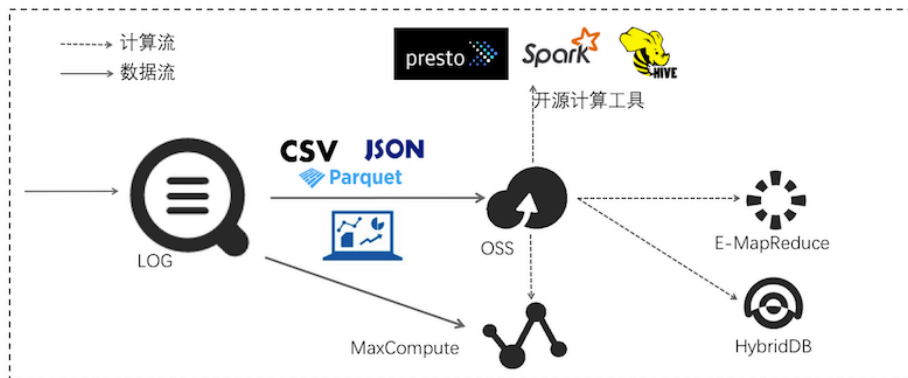 计算流
数据流
presto
Spark
HIVE
开源计算工具
CSV JSON
Parquet
LOG
OSS
E-MapReduce
MaxCompute
HybridDB